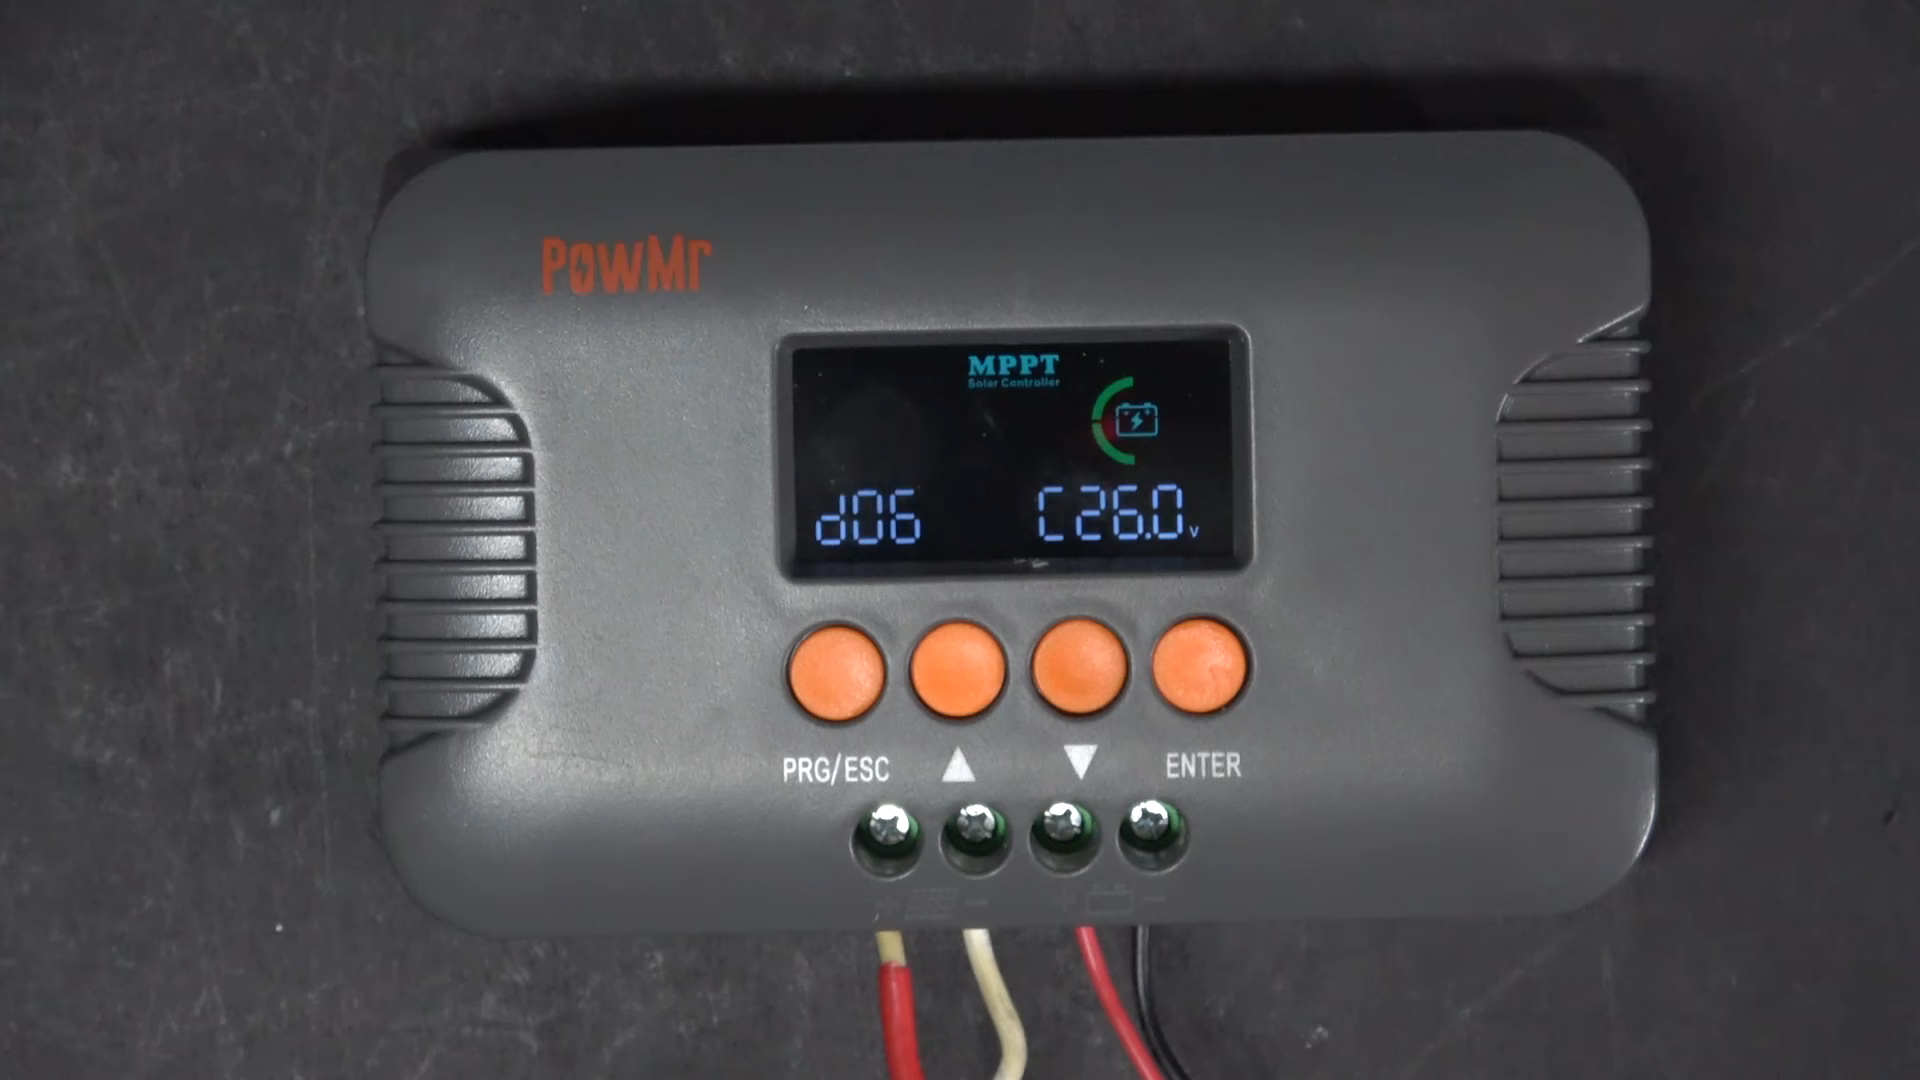 PowMr
MPPT
Solar Controller
d06 C26.0v
PRG/ESC ▲ ▼ ENTER
+ - + -